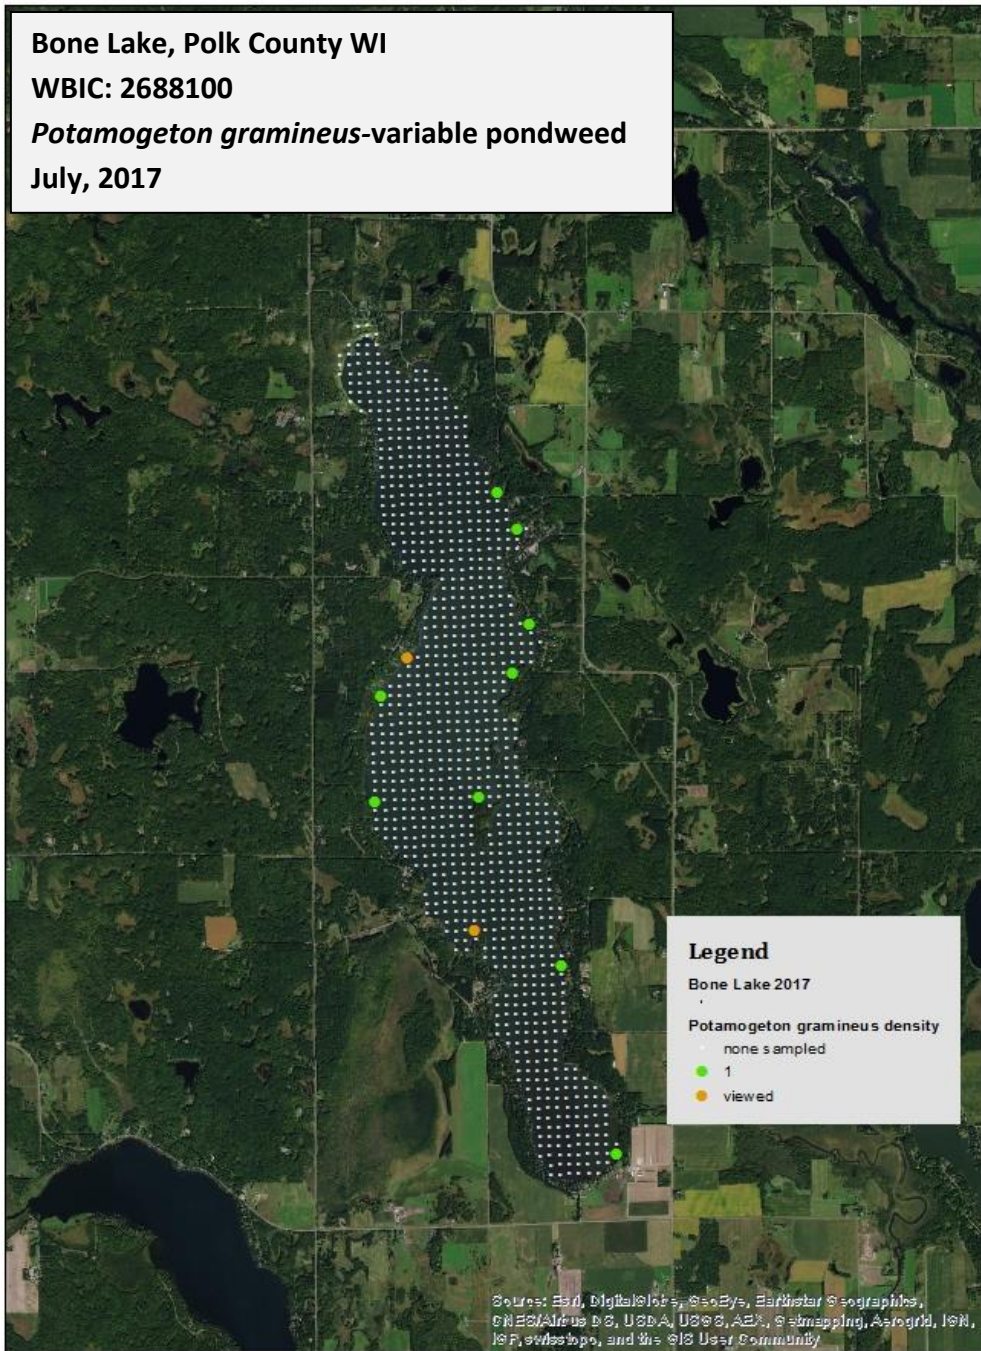 Bone Lake, Polk County WI
WBIC: 2688100
Potamogeton gramineus-variable pondweed
July, 2017
Legend
Bone Lake 2017
Potamogeton gramineus density
none sampled
1
viewed
Source: Esri, DigitalGlobe, GeoEye, Earthstar Geographics,
CNES/Airbus DS, USDA, USGS, AEX, Getmapping, Aerogrid, IGN,
IGP, swisstopo, and the GIS User Community